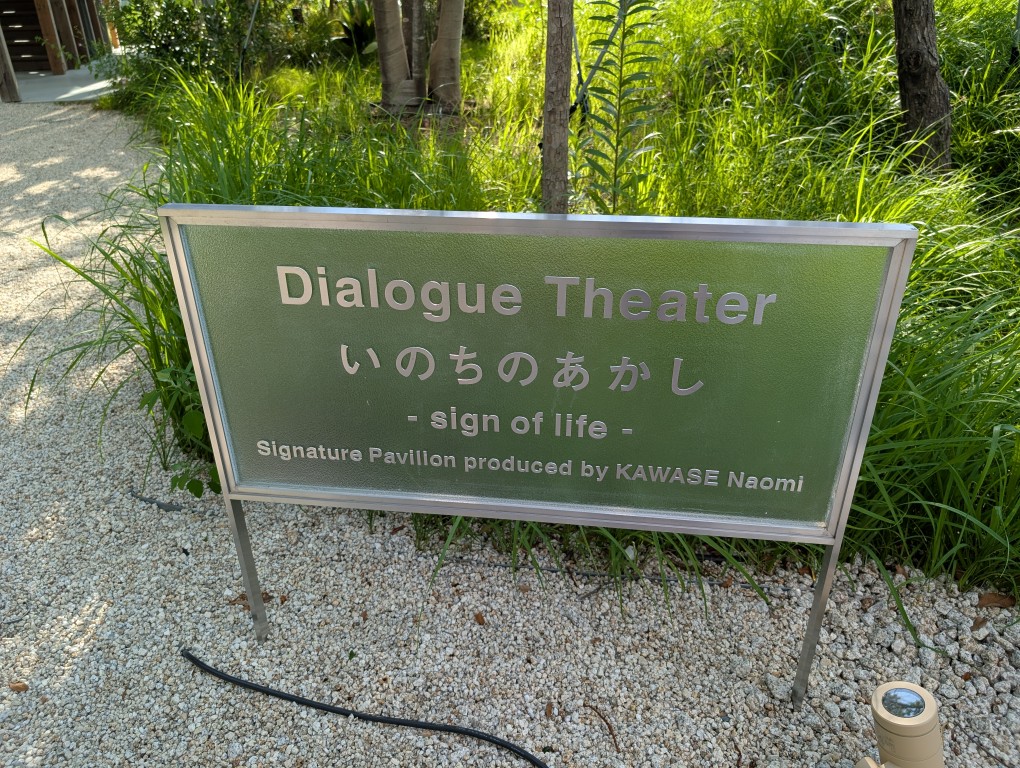 Dialogue Theater
いのちのあかし
- sign of life -
Signature Pavilion produced by KAWASE Naomi